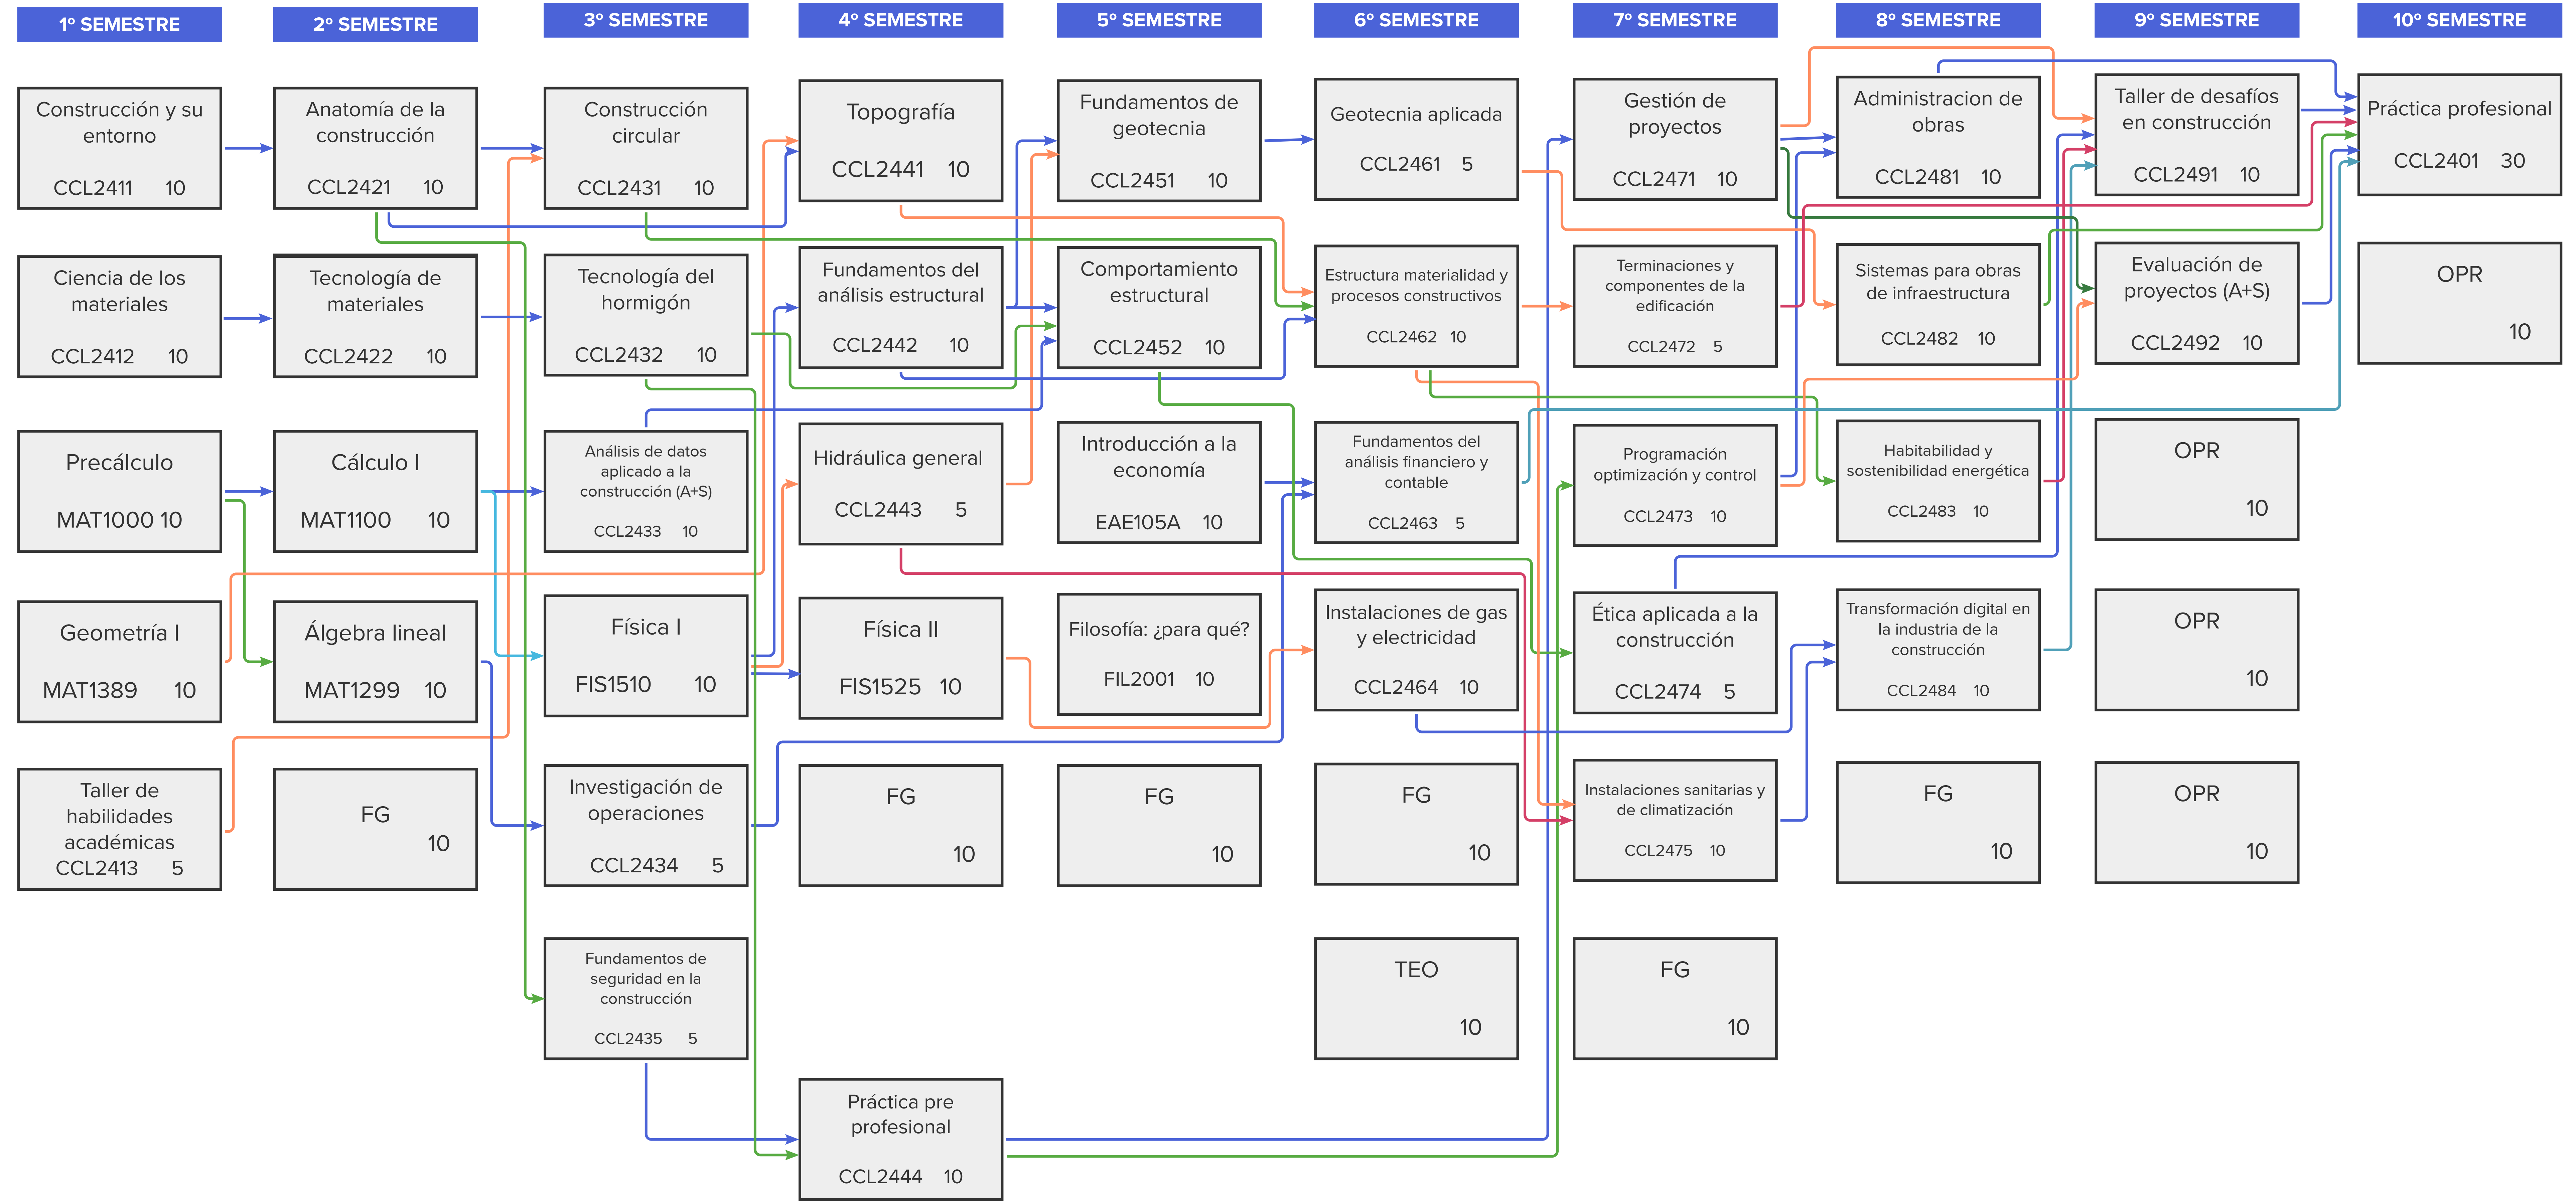 1º SEMESTRE
2º SEMESTRE
3º SEMESTRE
4º SEMESTRE
5º SEMESTRE
6º SEMESTRE
7º SEMESTRE
8º SEMESTRE
9º SEMESTRE
10º SEMESTRE
Construcción y su
entorno
CCL2411 10
Ciencia de los
materiales
CCL2412 10
Precálculo
MAT1000 10
Geometría I
MAT1389 10
Taller de
habilidades
académicas
CCL2413 5
Anatomía de la
construcción
CCL2421 10
Tecnología de
materiales
CCL2422 10
Cálculo I
MAT1100 10
Álgebra lineal
MAT1299 10
FG
10
Construcción
circular
CCL2431 10
Tecnología del
hormigón
CCL2432 10
Análisis de datos
aplicado a la
construcción (A+S)
CCL2433 10
Física I
FIS1510 10
Investigación de
operaciones
CCL2434 5
Fundamentos de
seguridad en la
construcción
CCL2435 5
Topografía
CCL2441 10
Fundamentos del
análisis estructural
CCL2442 10
Hidráulica general
CCL2443 5
Física II
FIS1525 10
FG
10
Práctica pre
profesional
CCL2444 10
Fundamentos de
geotecnia
CCL2451 10
Comportamiento
estructural
CCL2452 10
Introducción a la
economía
EAE105A 10
Filosofía: ¿para qué?
FIL2001 10
FG
10
Geotecnia aplicada
CCL2461 5
Estructura materialidad y
procesos constructivos
CCL2462 10
Fundamentos del
análisis financiero y
contable
CCL2463 5
Instalaciones de gas
y electricidad
CCL2464 10
FG
10
TEO
10
Gestión de
proyectos
CCL2471 10
Terminaciones y
componentes de la
edificación
CCL2472 5
Programación
optimización y control
CCL2473 10
Ética aplicada a la
construcción
CCL2474 5
Instalaciones sanitarias y
de climatización
CCL2475 10
FG
10
Administracion de
obras
CCL2481 10
Sistemas para obras
de infraestructura
CCL2482 10
Habitabilidad y
sostenibilidad energética
CCL2483 10
Transformación digital en
la industria de la
construcción
CCL2484 10
FG
10
Taller de desafíos
en construcción
CCL2491 10
Evaluación de
proyectos (A+S)
CCL2492 10
OPR
10
OPR
10
OPR
10
Práctica profesional
CCL2401 30
OPR
10